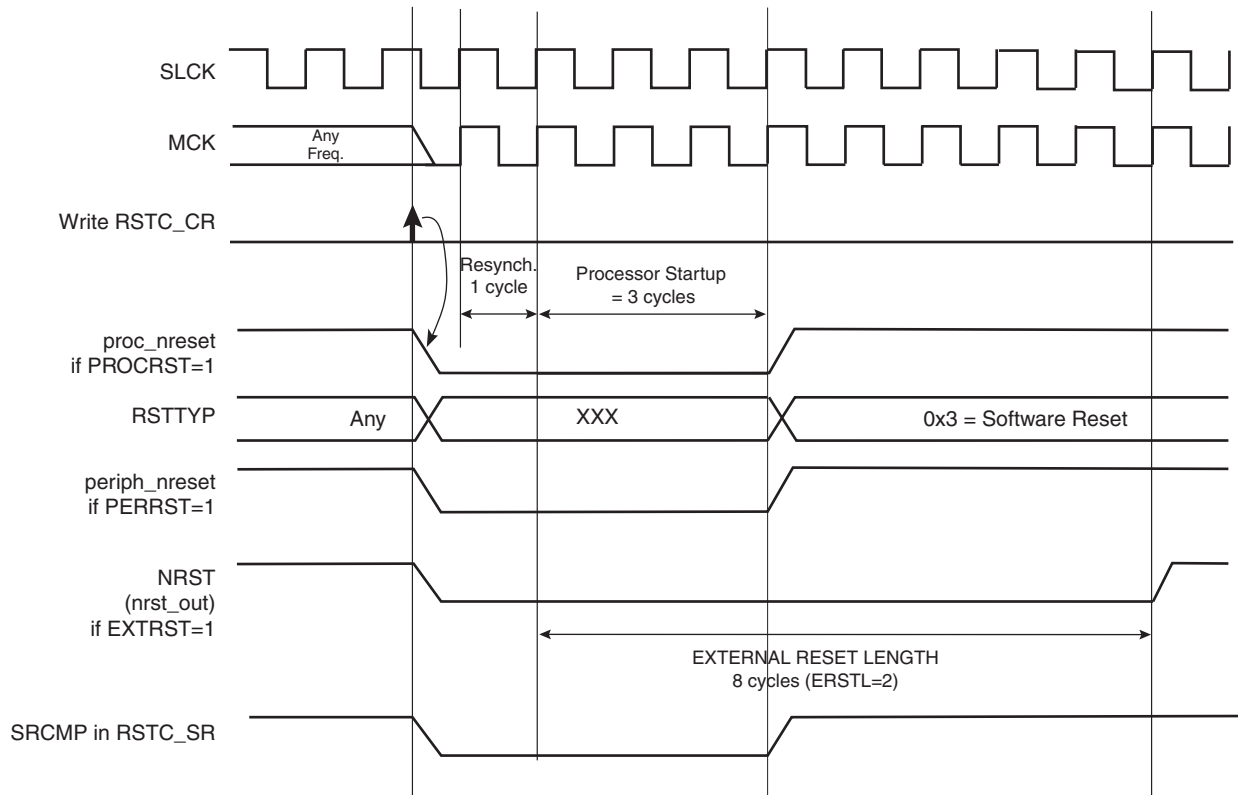 SLCK
MCK
Any
Freq.
Write RSTC_CR
Resynch.
1 cycle
Processor Startup
= 3 cycles
proc_nreset
if PROCRST=1
RSTTYP
Any
XXX
0x3 = Software Reset
periph_nreset
if PERRST=1
NRST
(nrst_out)
if EXTRST=1
EXTERNAL RESET LENGTH
8 cycles (ERSTL=2)
SRCMP in RSTC_SR